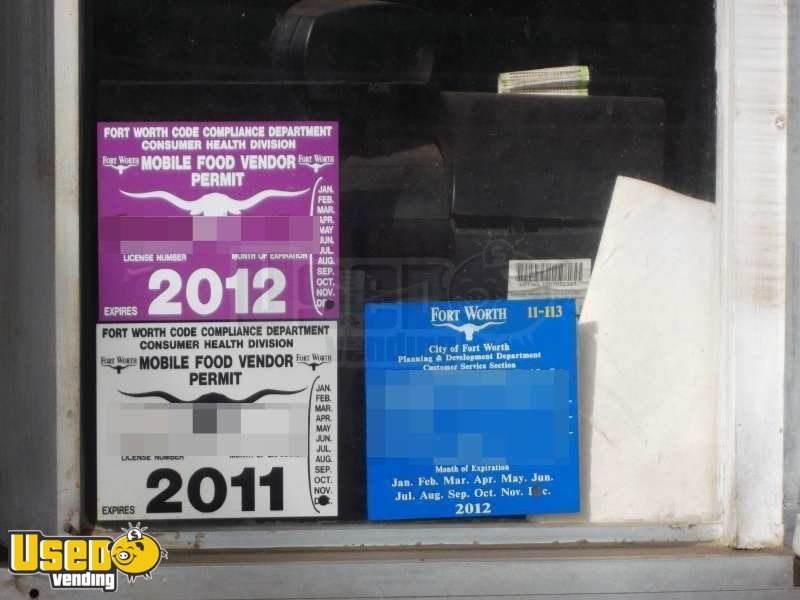 FORT WORTH CODE COMPLIANCE DEPARTMENT
CONSUMER HEALTH DIVISION
FORT WORTH MOBILE FOOD VENDOR FORT WORTH
PERMIT
JAN.
FEB.
MAR.
APR.
MAY
JUN.
JUL.
AUG.
SEP.
OCT.
NOV.
LICENSE NUMBER MONTH OF EXPIRATION
EXPIRES 2012
FORT WORTH CODE COMPLIANCE DEPARTMENT
CONSUMER HEALTH DIVISION
FORT WORTH MOBILE FOOD VENDOR FORT WORTH
PERMIT
JAN.
FEB.
MAR.
APR.
MAY
JUN.
JUL.
AUG.
SEP.
OCT.
NOV.
LICENSE NUMBER
EXPIRES 2011
FORT WORTH 11-113
City of Fort Worth
Planning & Development Department
Customer Service Section
Month of Expiration
Jan. Feb. Mar. Apr. May. Jun.
Jul. Aug. Sep. Oct. Nov. Dec.
2012
USED vending
Used vending